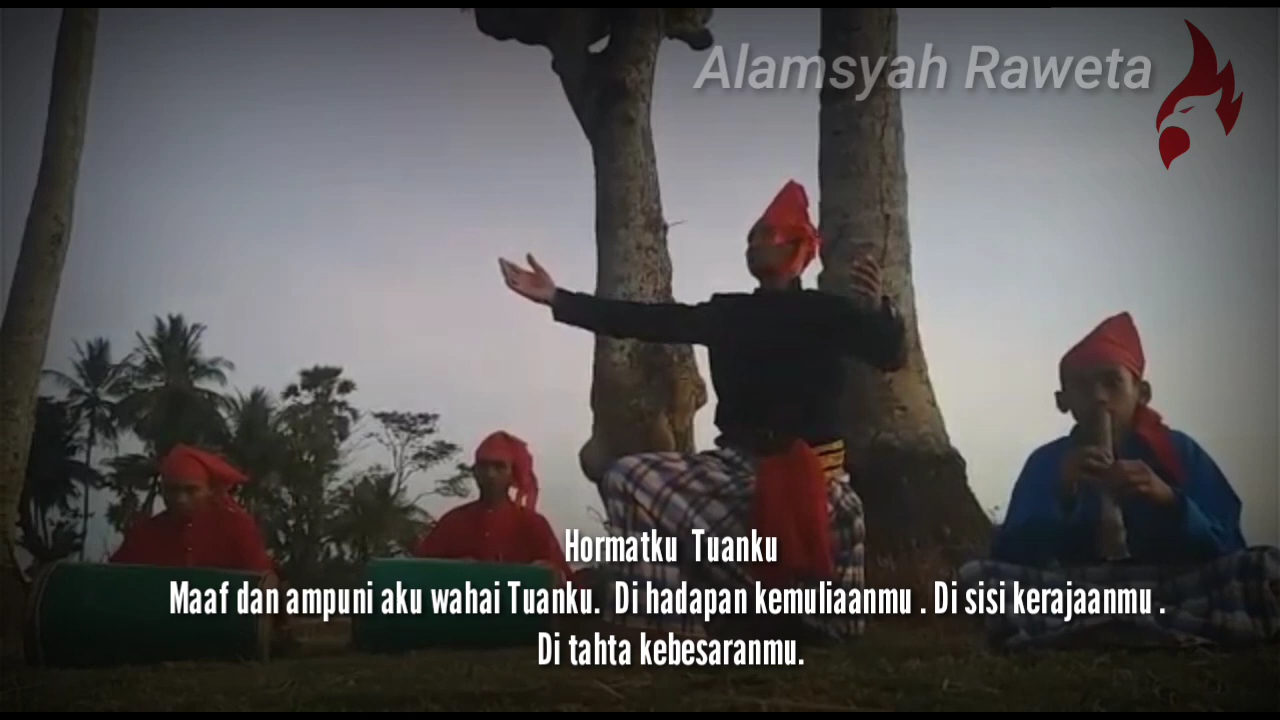 Alamsyah Raweta
Hormatku Tuanku
Maaf dan ampuni aku wahai Tuanku. Di hadapan kemuliaanmu . Di sisi kerajaanmu .
Di tahta kebesaranmu.